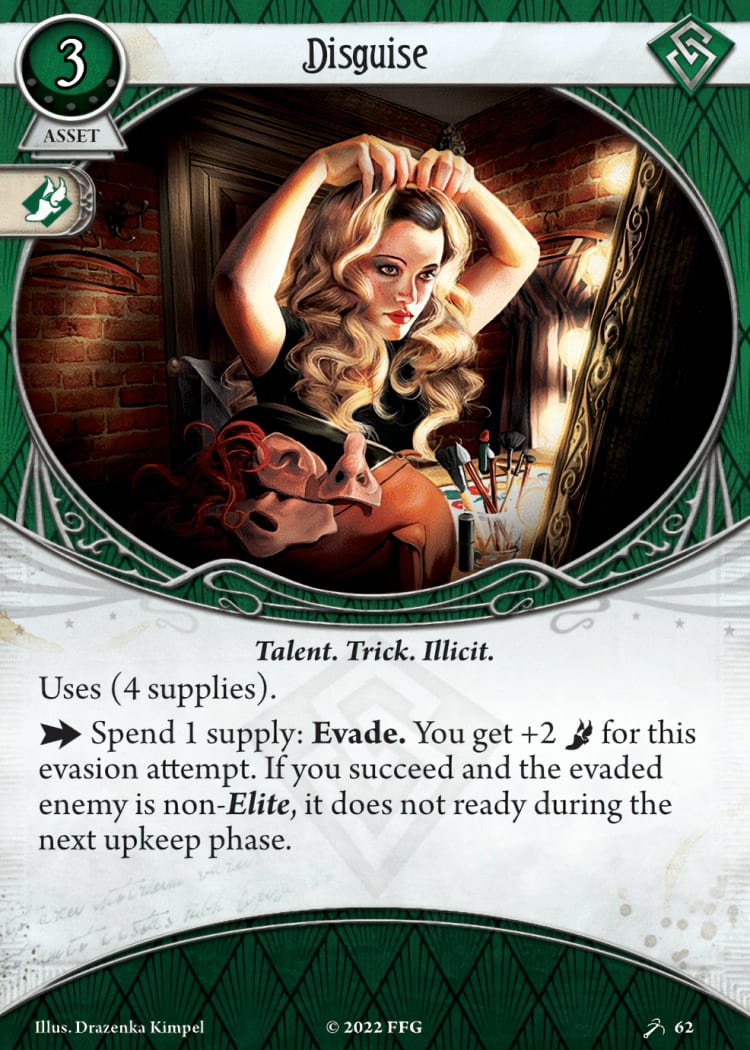 3
Disguise
ASSET
Talent. Trick. Illicit.
Uses (4 supplies).
Spend 1 supply: Evade. You get +2 for this
evasion attempt. If you succeed and the evaded
enemy is non-Elite, it does not ready during the
next upkeep phase.
Illus. Drazenka Kimpel
© 2022 FFG
62